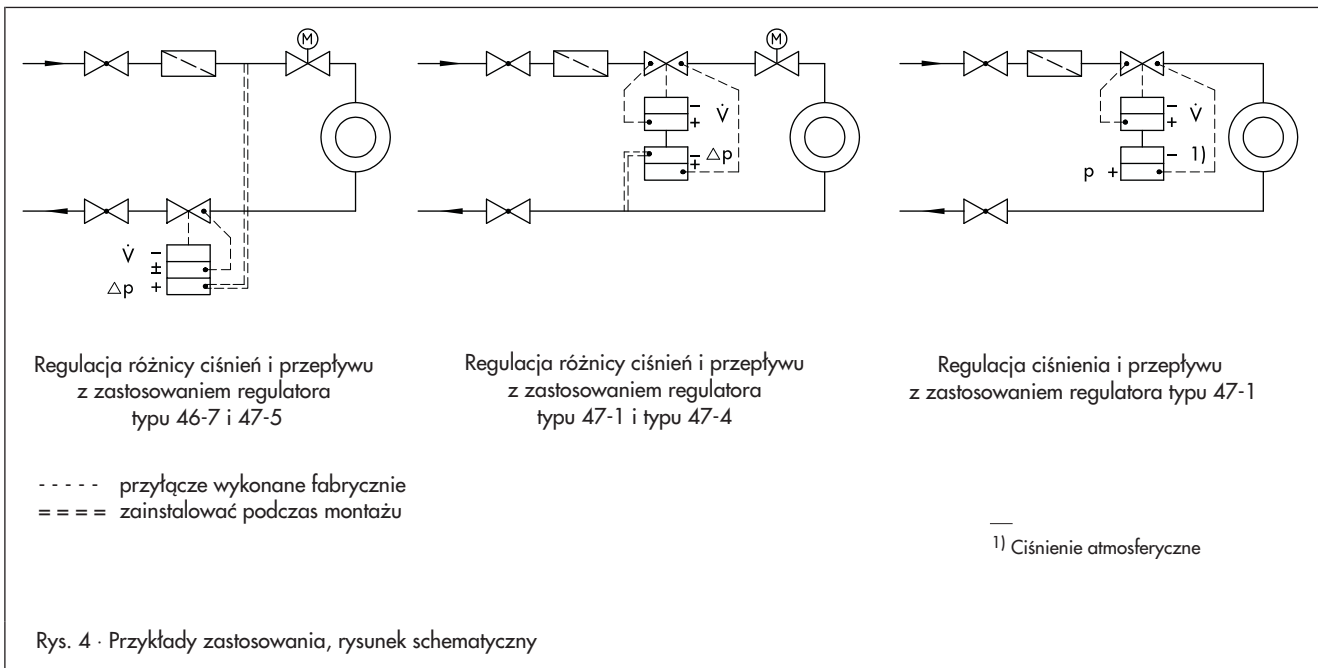 M
M
V̇ −
±
Δp +
−
+ V̇
−
+ Δp
−
+ V̇
− 1)
p +
Regulacja różnicy ciśnień i przepływu
z zastosowaniem regulatora
typu 46-7 i 47-5
Regulacja różnicy ciśnień i przepływu
z zastosowaniem regulatora
typu 47-1 i typu 47-4
Regulacja ciśnienia i przepływu
z zastosowaniem regulatora typu 47-1
- - - - - przyłącze wykonane fabrycznie
= = = = zainstalować podczas montażu
1) Ciśnienie atmosferyczne
Rys. 4 · Przykłady zastosowania, rysunek schematyczny